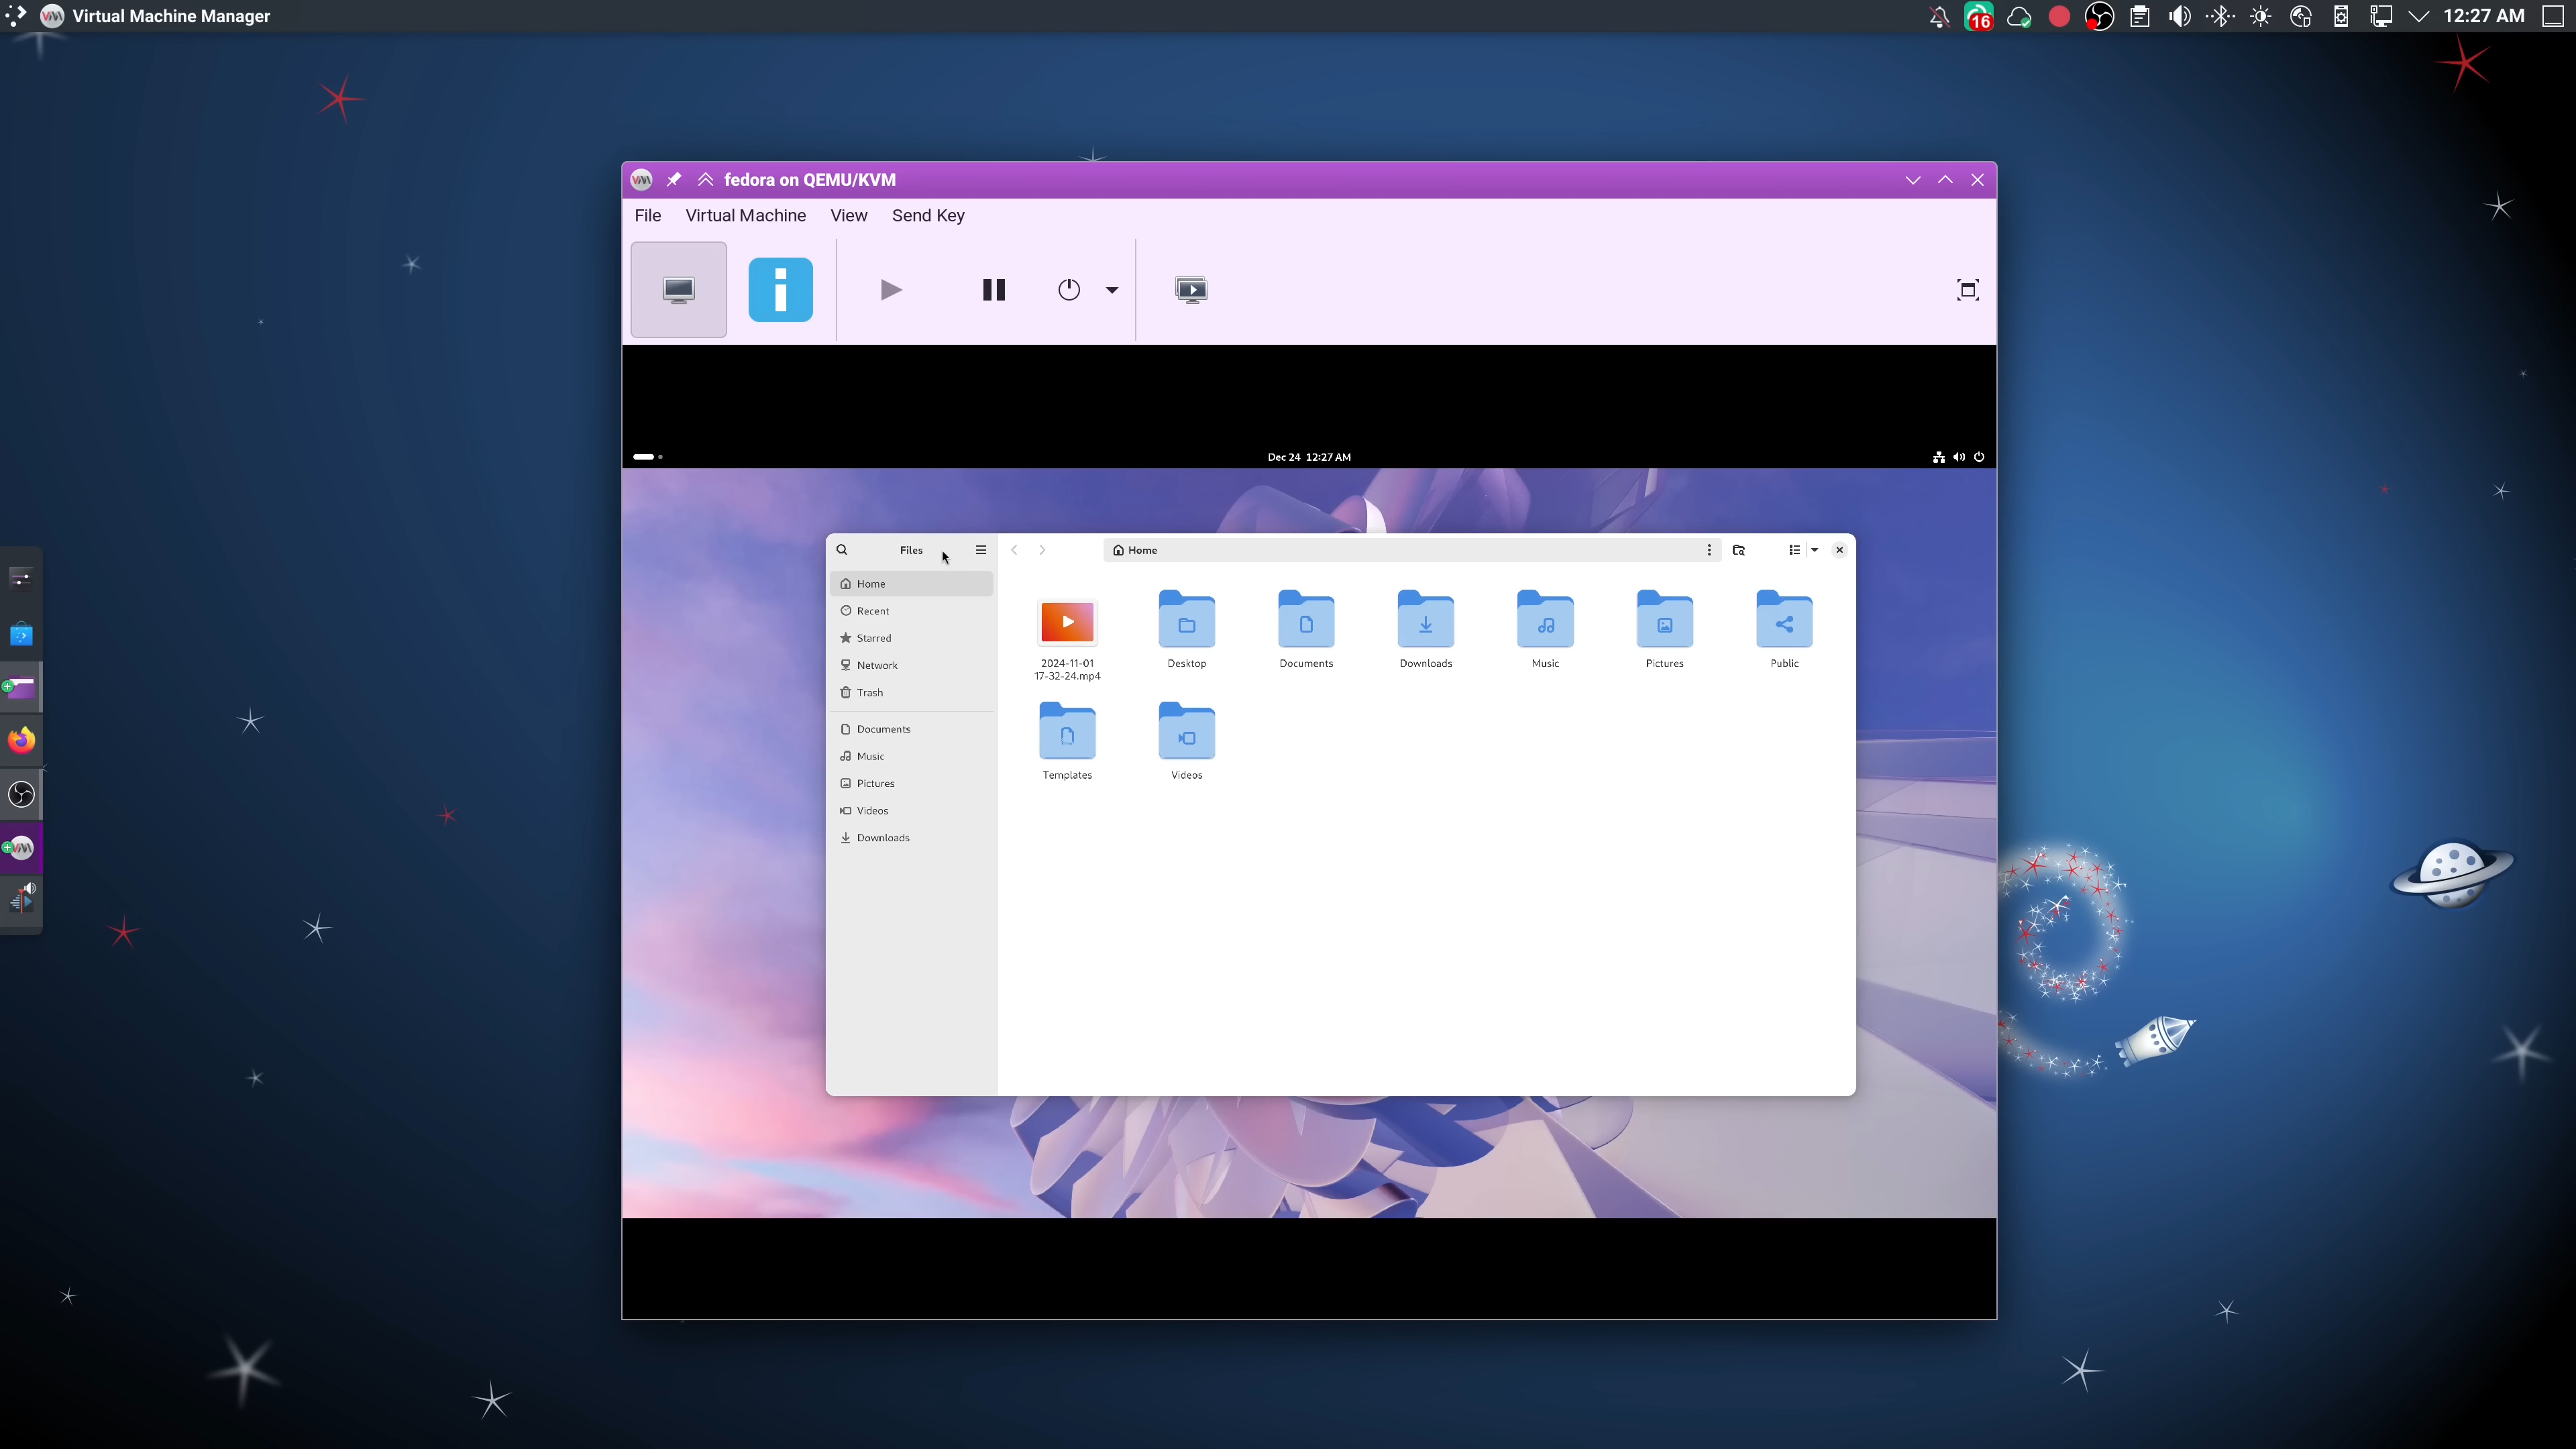 Virtual Machine Manager
16
12:27 AM
fedora on QEMU/KVM
File Virtual Machine View Send Key
Dec 24 12:27 AM
Files
Home
Home
Recent
Starred
Network
Trash
Documents
Music
Pictures
Videos
Downloads
2024-11-01
17-32-24.mp4
Desktop
Documents
Downloads
Music
Pictures
Public
Templates
Videos